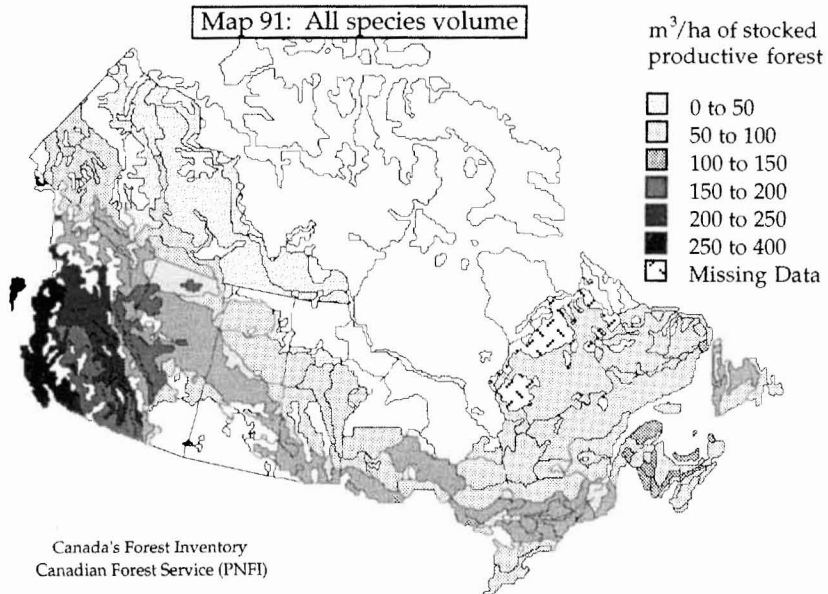 Map 91: All species volume
m³/ha of stocked
productive forest
0 to 50
50 to 100
100 to 150
150 to 200
200 to 250
250 to 400
Missing Data
Canada's Forest Inventory
Canadian Forest Service (PNFI)